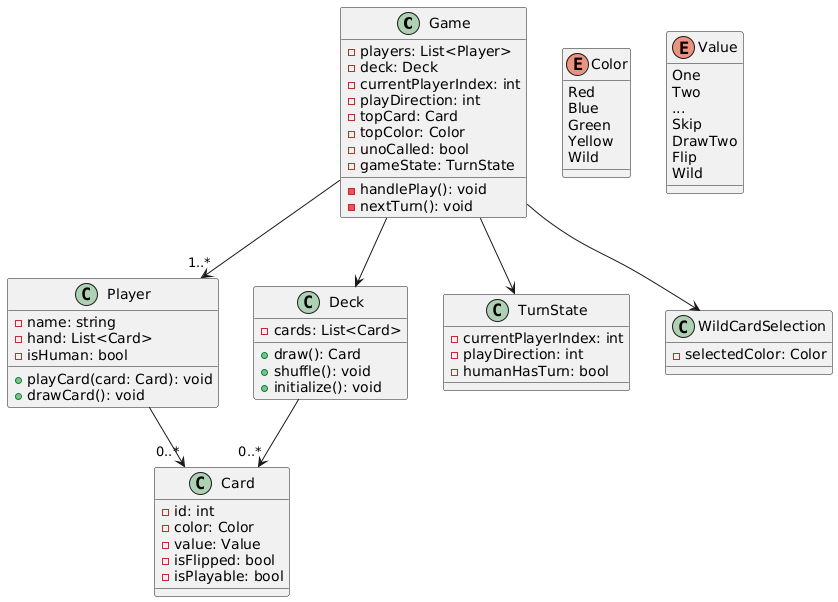 C Game
players: List<Player>
deck: Deck
currentPlayerIndex: int
playDirection: int
topCard: Card
topColor: Color
unoCalled: bool
gameState: TurnState
handlePlay(): void
nextTurn(): void
E Color
Red
Blue
Green
Yellow
Wild
E Value
One
Two
...
Skip
DrawTwo
Flip
Wild
1..*
C Player
name: string
hand: List<Card>
isHuman: bool
playCard(card: Card): void
drawCard(): void
C Deck
cards: List<Card>
draw(): Card
shuffle(): void
initialize(): void
C TurnState
currentPlayerIndex: int
playDirection: int
humanHasTurn: bool
C WildCardSelection
selectedColor: Color
0..*
0..*
C Card
id: int
color: Color
value: Value
isFlipped: bool
isPlayable: bool